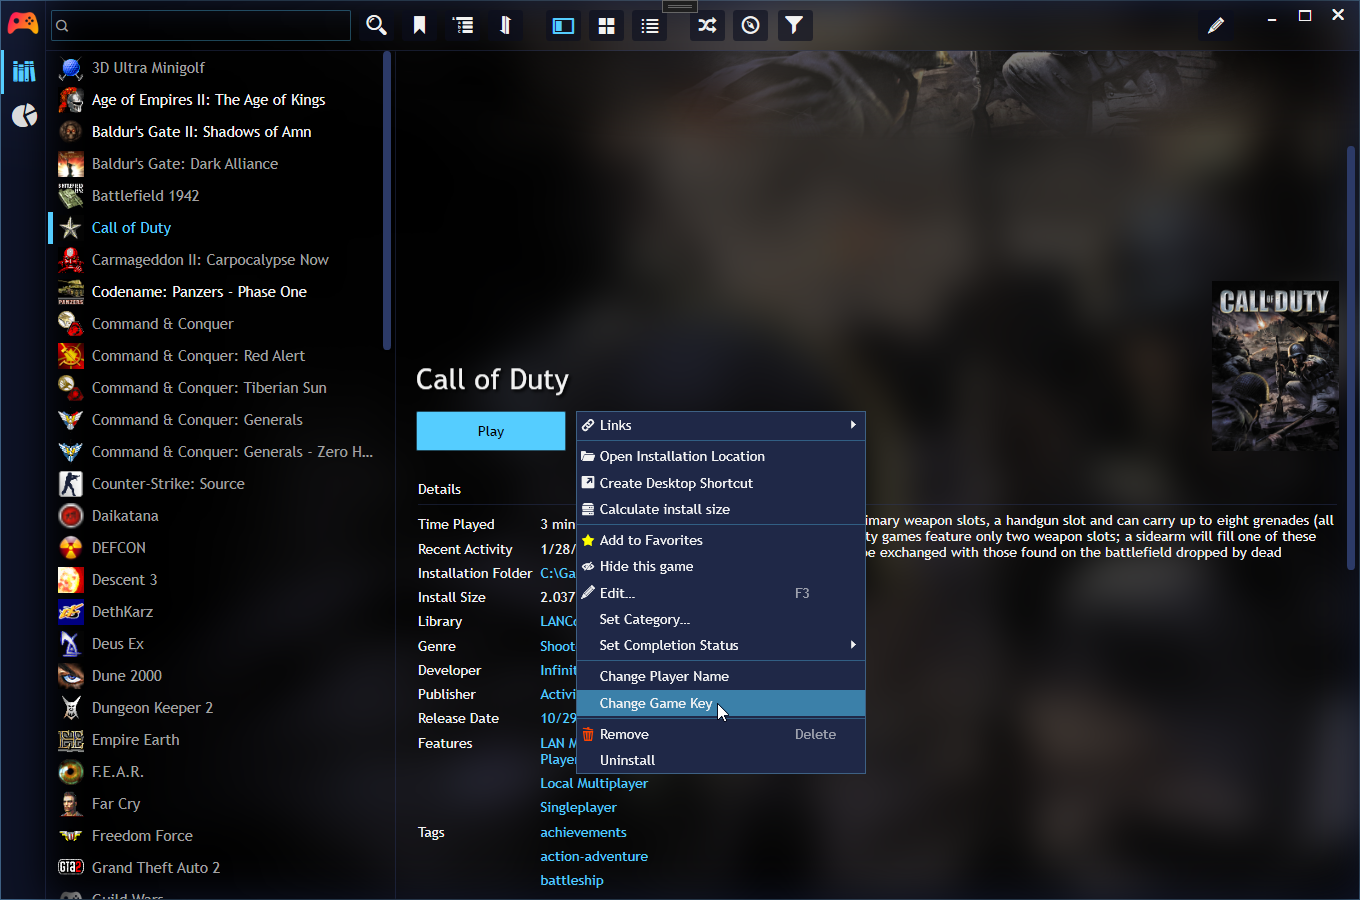 3D Ultra Minigolf
Age of Empires II: The Age of Kings
Baldur's Gate II: Shadows of Amn
Baldur's Gate: Dark Alliance
Battlefield 1942
Call of Duty
Carmageddon II: Carpocalypse Now
Codename: Panzers - Phase One
Command & Conquer
Command & Conquer: Red Alert
Command & Conquer: Tiberian Sun
Command & Conquer: Generals
Command & Conquer: Generals - Zero H...
Counter-Strike: Source
Daikatana
DEFCON
Descent 3
DethKarz
Deus Ex
Dune 2000
Dungeon Keeper 2
Empire Earth
F.E.A.R.
Far Cry
Freedom Force
GTA2
Grand Theft Auto 2
Guild Wars
CALL OF DUTY
Call of Duty
Play
Details
Time Played 3 min
Recent Activity 1/28/
Installation Folder C:\Ga
Install Size 2.037
Library LANCo
Genre Shoot
Developer Infinit
Publisher Activi
Release Date 10/29
Features LAN M
Player
Local Multiplayer
Singleplayer
Tags achievements
action-adventure
battleship
Links
Open Installation Location
Create Desktop Shortcut
Calculate install size
Add to Favorites
Hide this game
Edit... F3
Set Category...
Set Completion Status
Change Player Name
Change Game Key
Remove Delete
Uninstall
imary weapon slots, a handgun slot and can carry up to eight grenades (all
ty games feature only two weapon slots; a sidearm will fill one of these
be exchanged with those found on the battlefield dropped by dead